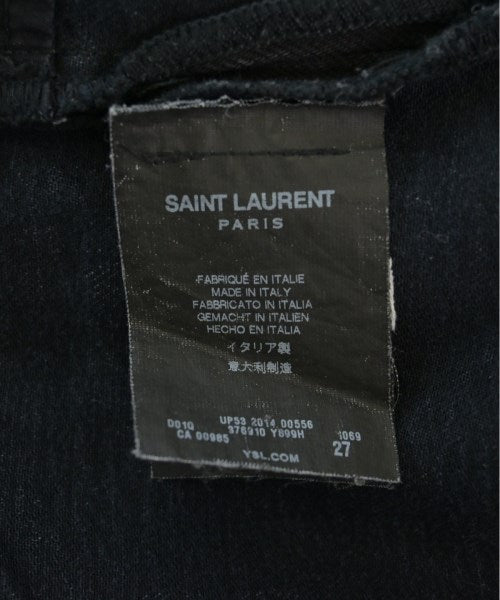 SAINT LAURENT
PARIS
FABRIQUÉ EN ITALIE
MADE IN ITALY
FABBRICATO IN ITALIA
GEMACHT IN ITALIEN
HECHO EN ITALIA
イタリア製
意大利制造
UP53 2014 00556
D01Q 376910 Y899H 1069
CA 00985 27
YSL.COM